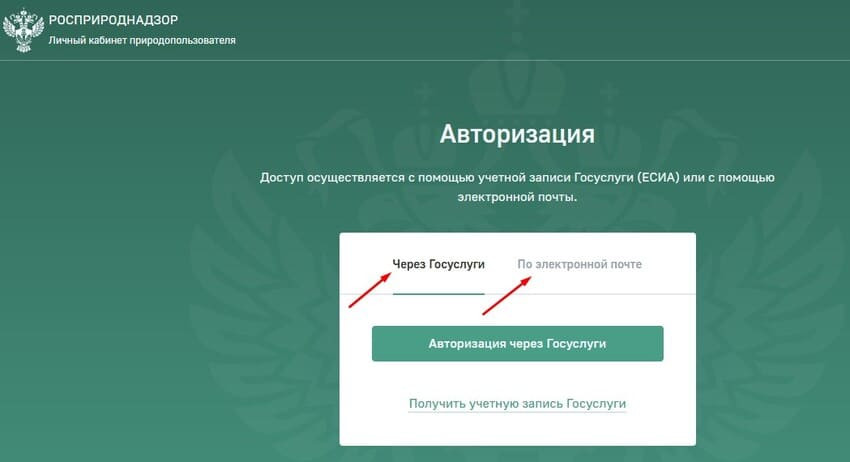 РОСПРИРОДНАДЗОР
Личный кабинет природопользователя
Авторизация
Доступ осуществляется с помощью учетной записи Госуслуги (ЕСИА) или с помощью
электронной почты.
Через Госуслуги
По электронной почте
Авторизация через Госуслуги
Получить учетную запись Госуслуги